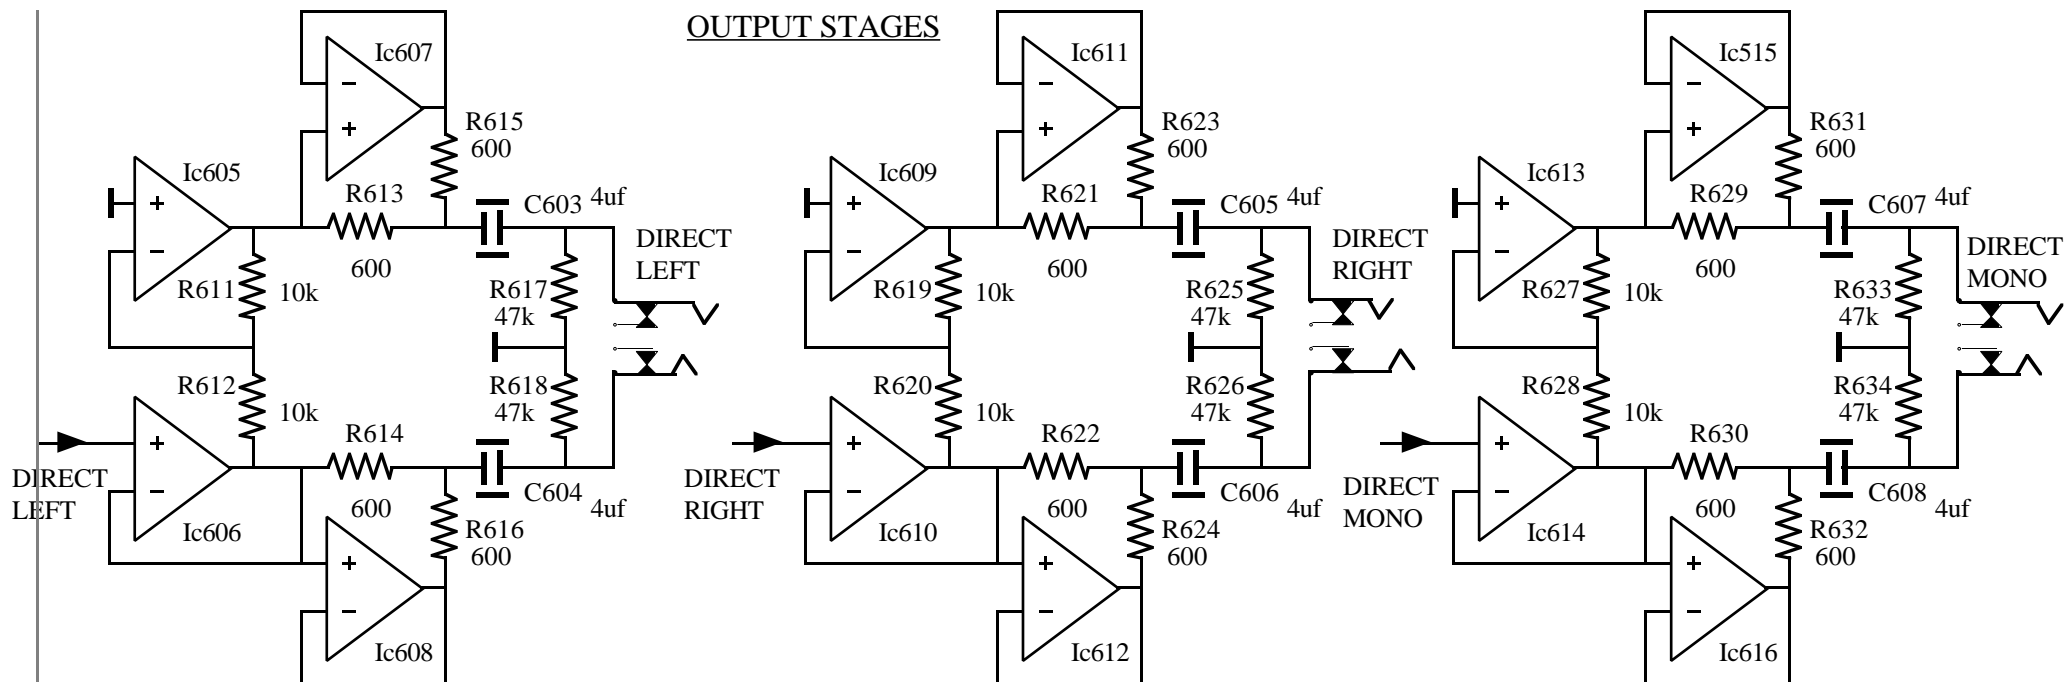 OUTPUT STAGES
Ic607
R615
600
Ic605
R613
600
C603 4uf
DIRECT
LEFT
R611
10k
R617
47k
R612
10k
R618
47k
R614
600
C604
4uf
DIRECT
LEFT
Ic606
R616
600
Ic608
Ic611
R623
600
Ic609
R621
600
C605 4uf
DIRECT
RIGHT
R619
10k
R625
47k
R620
10k
R626
47k
R622
600
C606
4uf
DIRECT
RIGHT
Ic610
R624
600
Ic612
Ic515
R631
600
Ic613
R629
600
C607 4uf
DIRECT
MONO
R627
10k
R633
47k
R628
10k
R634
47k
R630
600
C608
4uf
DIRECT
MONO
Ic614
R632
600
Ic616